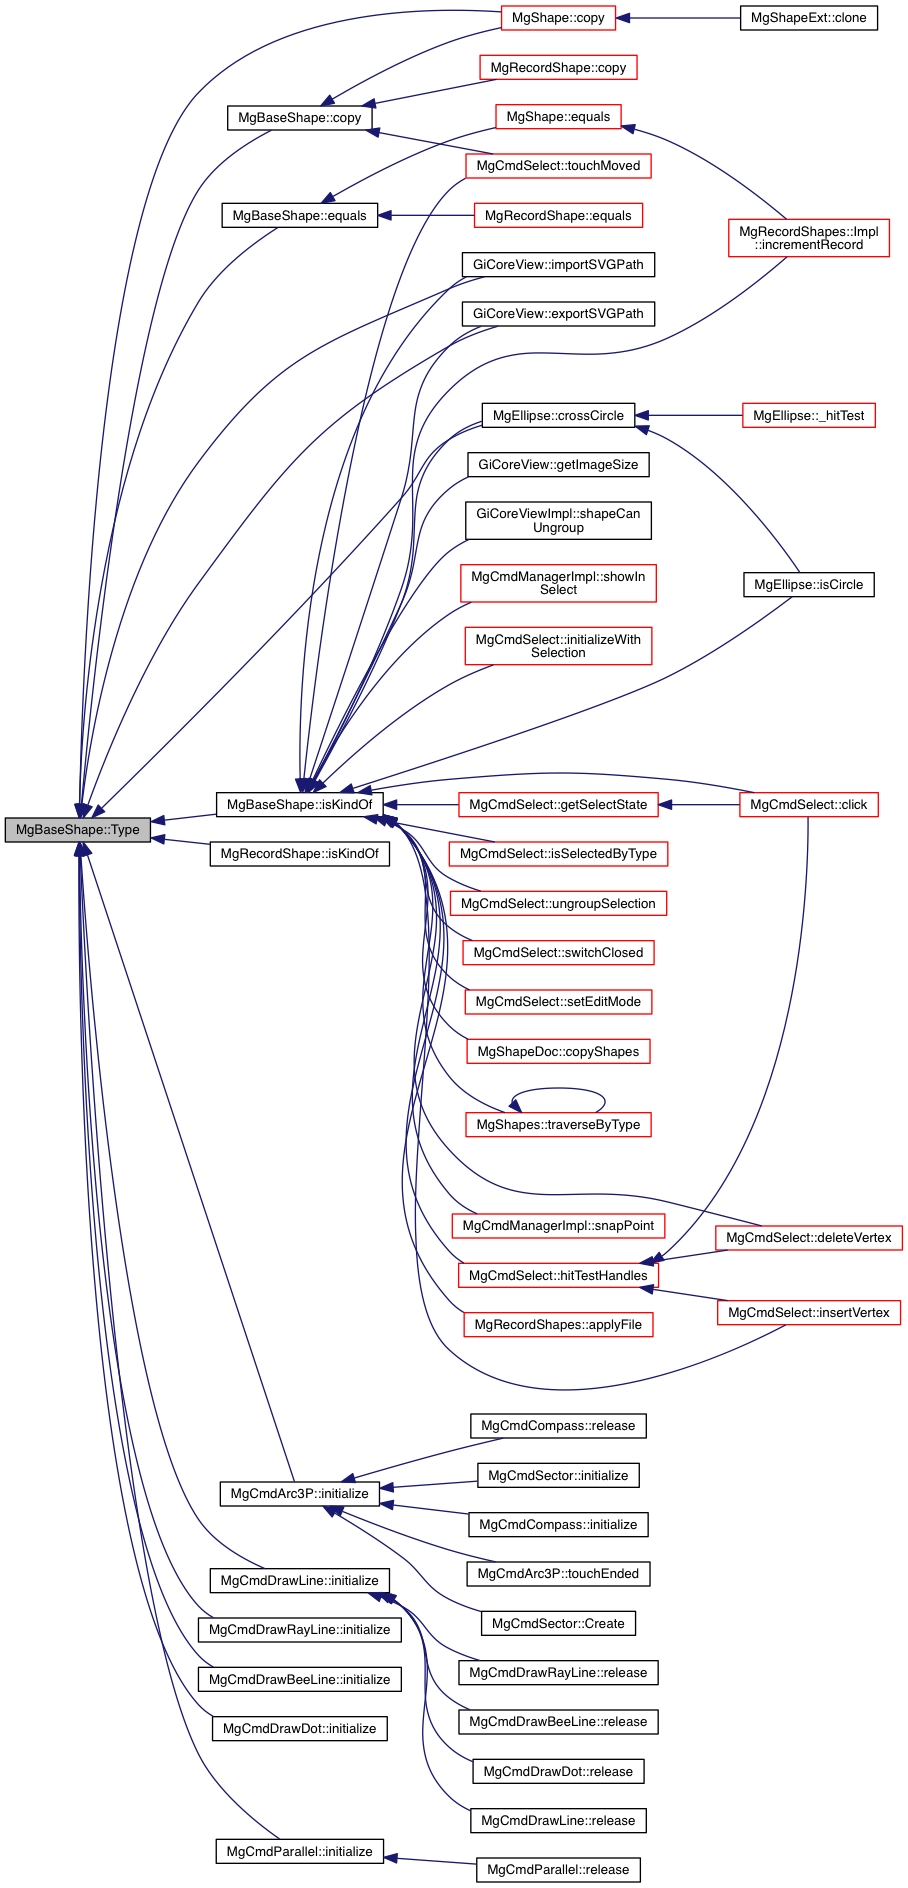 MgShape::copy
MgShapeExt::clone
MgRecordShape::copy
MgBaseShape::copy
MgShape::equals
MgCmdSelect::touchMoved
MgBaseShape::equals
MgRecordShape::equals
MgRecordShapes::Impl
::incrementRecord
GiCoreView::importSVGPath
GiCoreView::exportSVGPath
MgEllipse::crossCircle
MgEllipse::_hitTest
GiCoreView::getImageSize
GiCoreViewImpl::shapeCan
Ungroup
MgCmdManagerImpl::showIn
Select
MgEllipse::isCircle
MgCmdSelect::initializeWith
Selection
MgBaseShape::isKindOf
MgCmdSelect::getSelectState
MgCmdSelect::click
MgBaseShape::Type
MgRecordShape::isKindOf
MgCmdSelect::isSelectedByType
MgCmdSelect::ungroupSelection
MgCmdSelect::switchClosed
MgCmdSelect::setEditMode
MgShapeDoc::copyShapes
MgShapes::traverseByType
MgCmdManagerImpl::snapPoint
MgCmdSelect::deleteVertex
MgCmdSelect::hitTestHandles
MgCmdSelect::insertVertex
MgRecordShapes::applyFile
MgCmdCompass::release
MgCmdSector::initialize
MgCmdArc3P::initialize
MgCmdCompass::initialize
MgCmdArc3P::touchEnded
MgCmdDrawLine::initialize
MgCmdSector::Create
MgCmdDrawRayLine::initialize
MgCmdDrawRayLine::release
MgCmdDrawBeeLine::initialize
MgCmdDrawBeeLine::release
MgCmdDrawDot::initialize
MgCmdDrawDot::release
MgCmdDrawLine::release
MgCmdParallel::initialize
MgCmdParallel::release